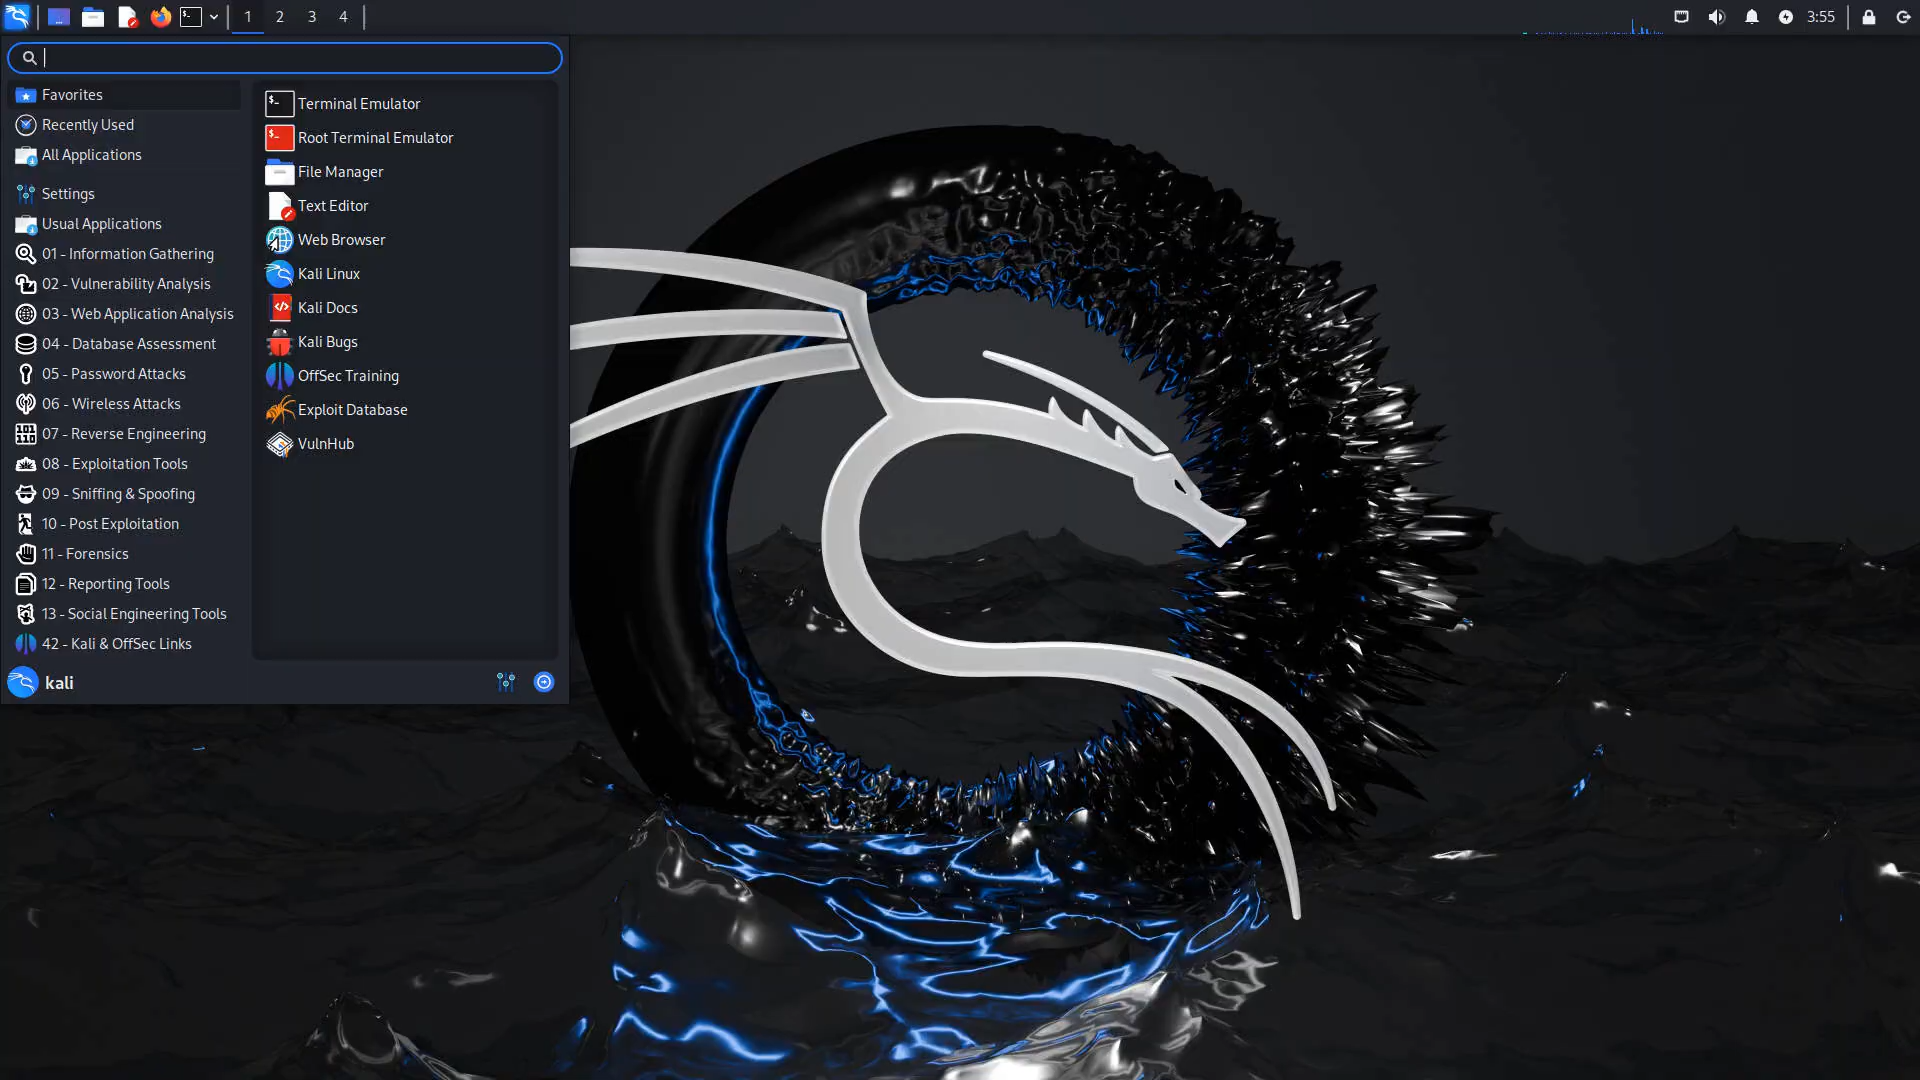 1 2 3 4
3:55
Favorites
Recently Used
All Applications
Settings
Usual Applications
01 - Information Gathering
02 - Vulnerability Analysis
03 - Web Application Analysis
04 - Database Assessment
05 - Password Attacks
06 - Wireless Attacks
07 - Reverse Engineering
08 - Exploitation Tools
09 - Sniffing & Spoofing
10 - Post Exploitation
11 - Forensics
12 - Reporting Tools
13 - Social Engineering Tools
42 - Kali & OffSec Links
Terminal Emulator
Root Terminal Emulator
File Manager
Text Editor
Web Browser
Kali Linux
Kali Docs
Kali Bugs
OffSec Training
Exploit Database
VulnHub
kali